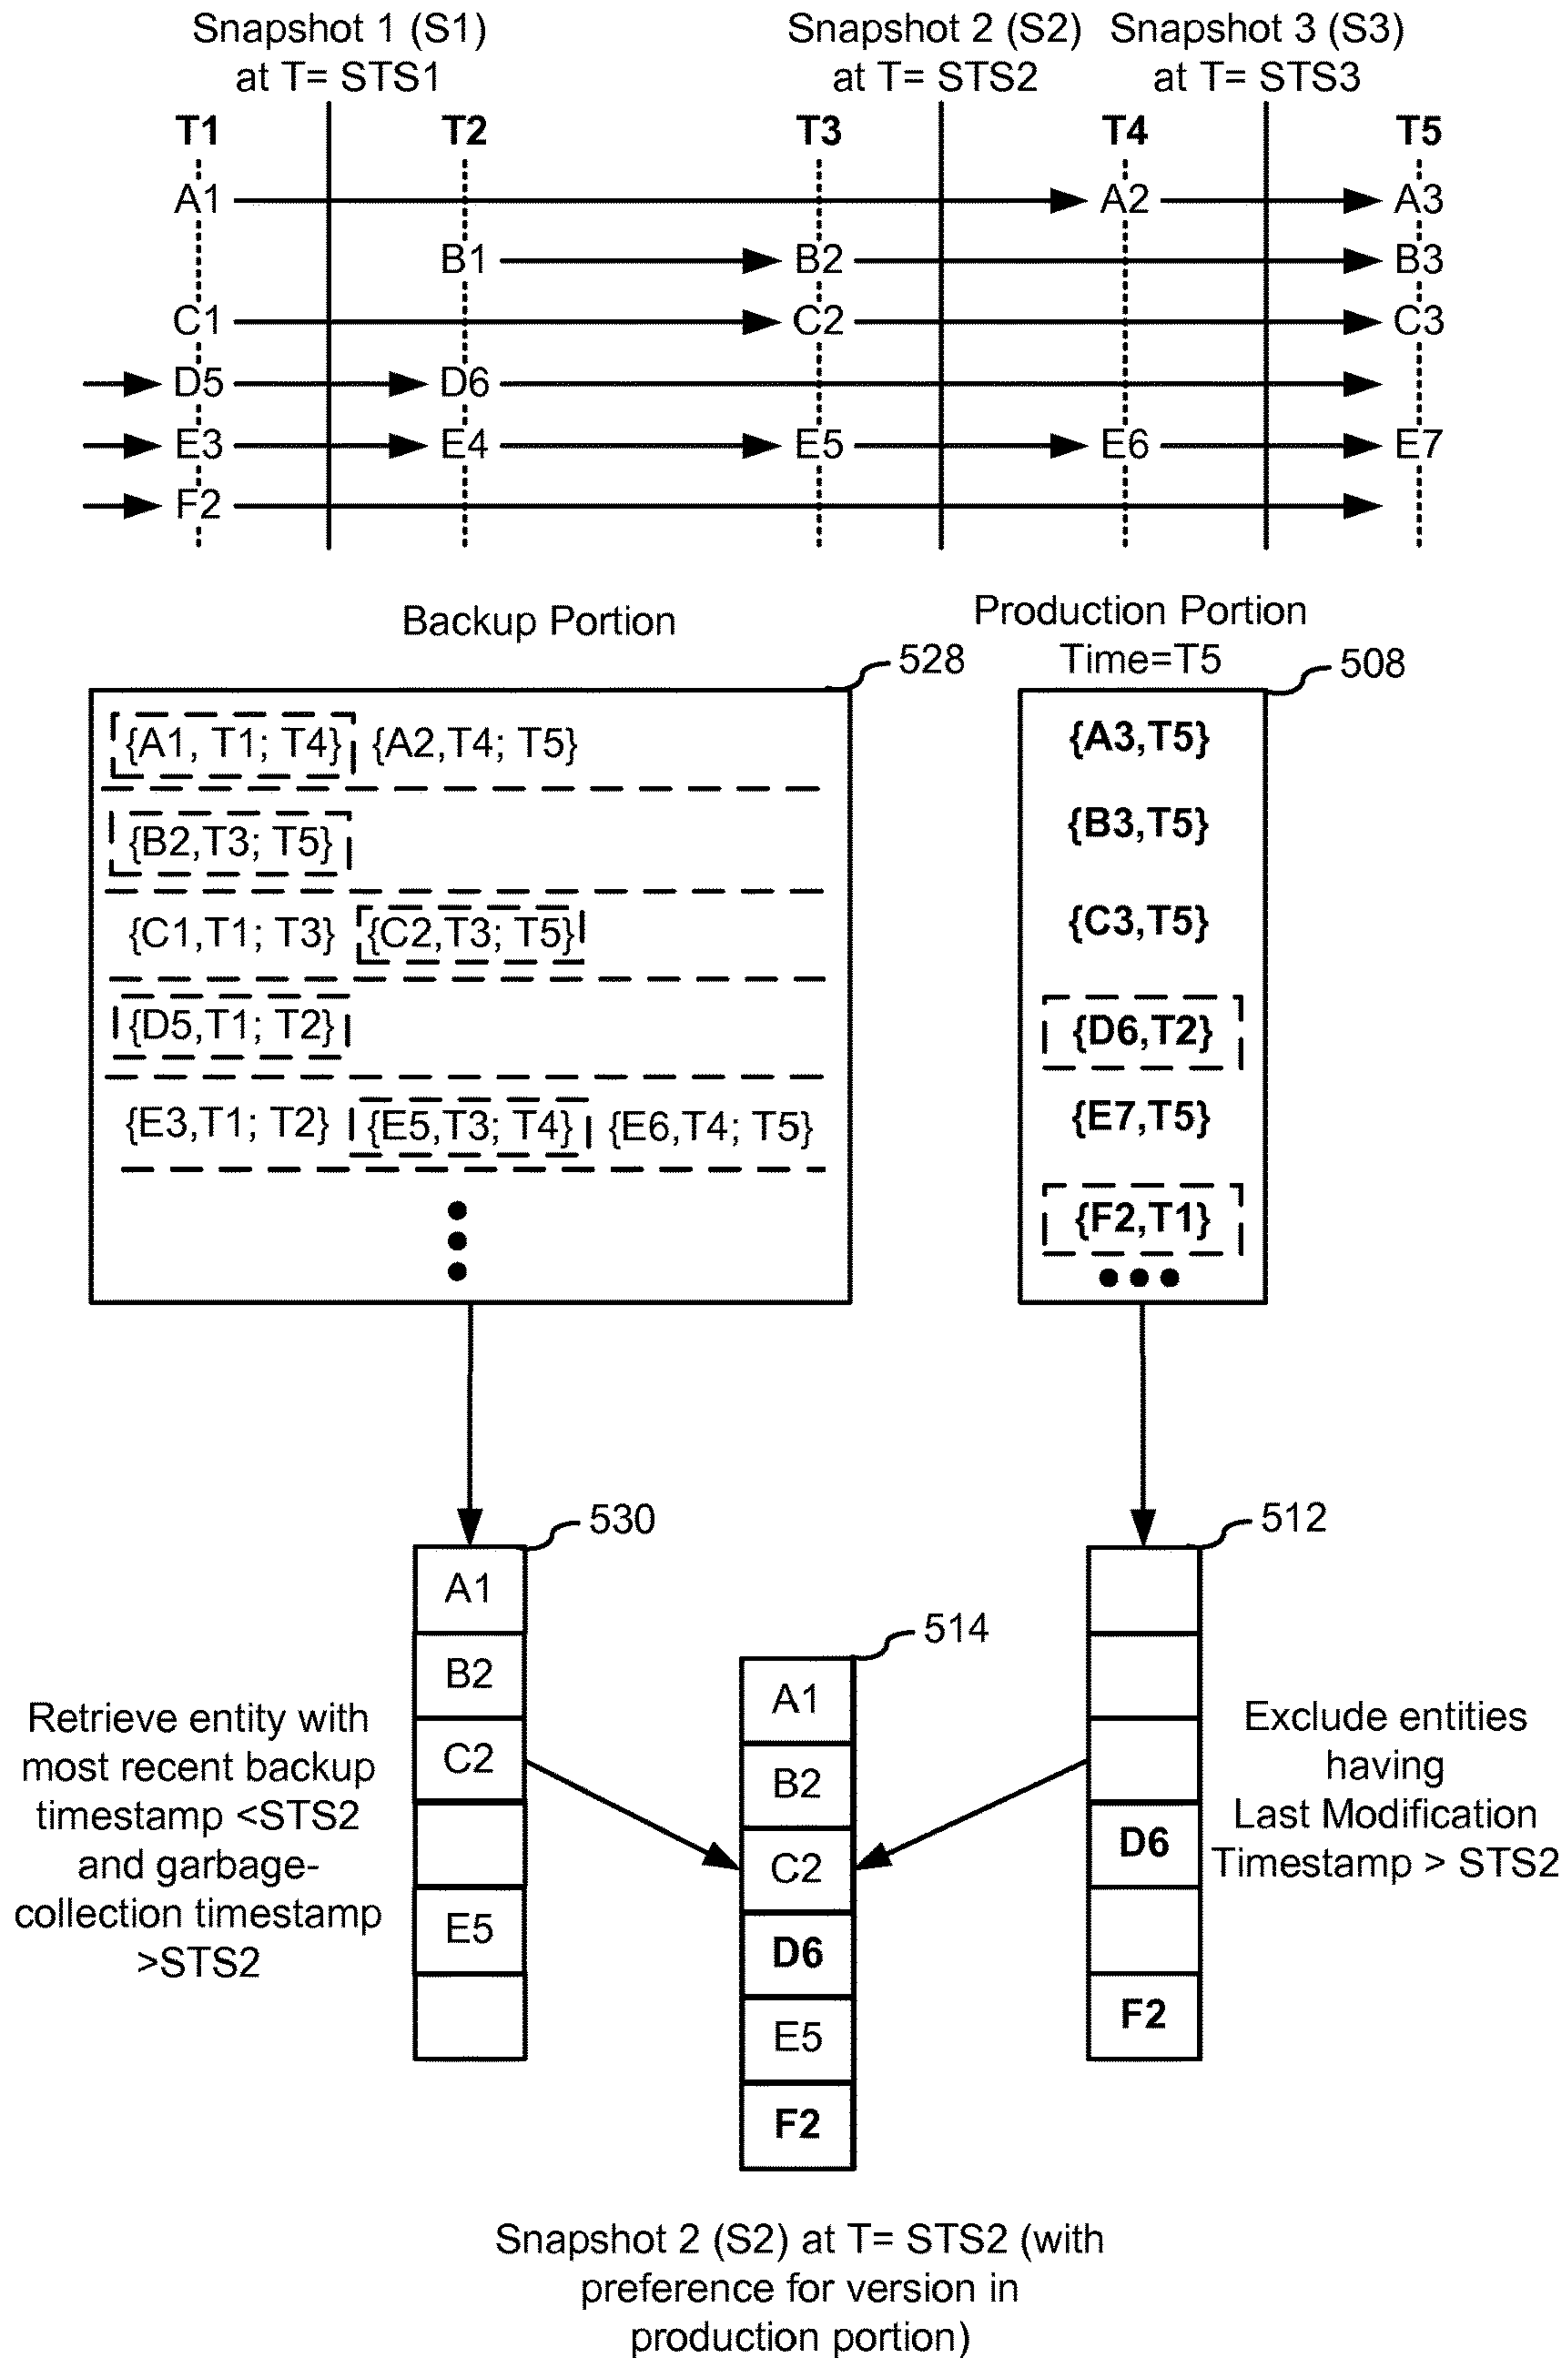 Snapshot 1 (S1) Snapshot 2 (S2) Snapshot 3 (S3)
at T= STS1 at T= STS2 at T= STS3
T1 T2 T3 T4 T5
A1 A2 A3
B1 B2 B3
C1 C2 C3
D5 D6
E3 E4 E5 E6 E7
F2
Backup Portion
528
{A1, T1; T4} {A2,T4; T5}
{B2,T3; T5}
{C1,T1; T3} {C2,T3; T5}
{D5,T1; T2}
{E3,T1; T2} {E5,T3; T4} {E6,T4; T5}
Production Portion
Time=T5
508
{A3,T5}
{B3,T5}
{C3,T5}
{D6,T2}
{E7,T5}
{F2,T1}
530
A1
B2
C2
E5
Retrieve entity with
most recent backup
timestamp <STS2
and garbage-
collection timestamp
>STS2
514
A1
B2
C2
D6
E5
F2
512
D6
F2
Exclude entities
having
Last Modification
Timestamp > STS2
Snapshot 2 (S2) at T= STS2 (with
preference for version in
production portion)